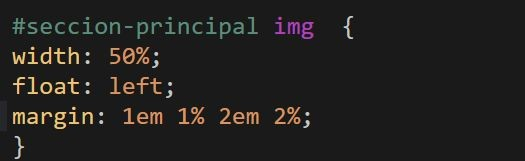 #seccion-principal img  {
width: 50%;
float: left;
margin: 1em 1% 2em 2%;
}